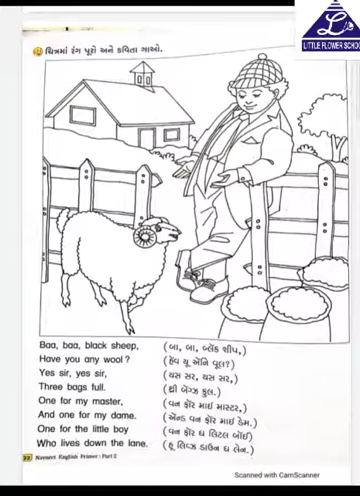 L
LITTLE FLOWER SCHOO
ચિત્રમાં રંગ પૂરો અને કવિતા ગાઓ.
Baa, baa, black sheep, (બા, બા, બ્લૅક શીપ,)
Have you any wool ? (હૅવ યૂ ઍનિ વૂલ?)
Yes sir, yes sir, (યસ સર, યસ સર,)
Three bags full. (થ્રી બૅગ્ઝ ફુલ.)
One for my master, (વન ફૉર માઇ માસ્ટર,)
And one for my dame. (ઍન્ડ વન ફૉર માઇ ડેમ.)
One for the little boy (વન ફૉર ધ લિટલ બૉઇ)
Who lives down the lane. (હૂ લિવ્ઝ ડાઉન ધ લેન.)
22 Navneet English Primer : Part 2
Scanned with CamScanner